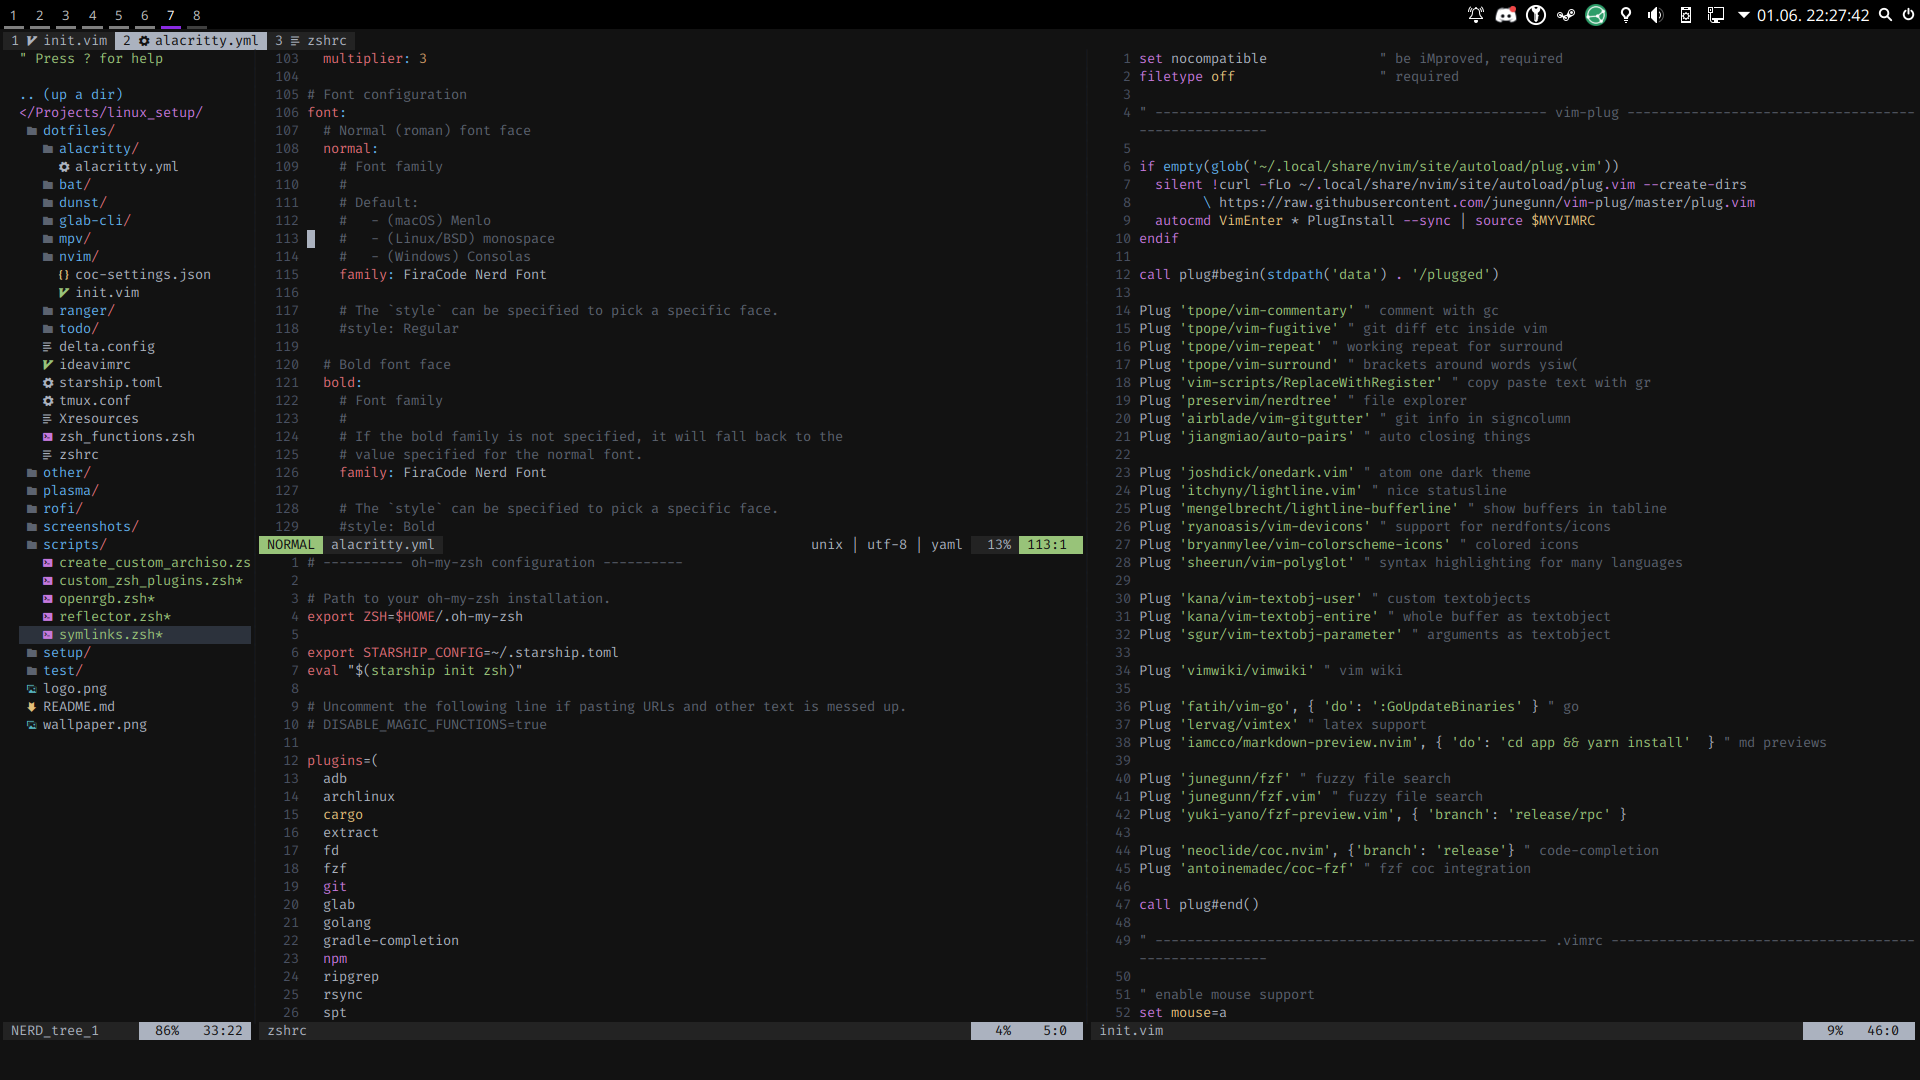 1 2 3 4 5 6 7 8
01.06. 22:27:42
1 init.vim 2 alacritty.yml 3 zshrc
" Press ? for help
.. (up a dir)
</Projects/linux_setup/
dotfiles/
alacritty/
alacritty.yml
bat/
dunst/
glab-cli/
mpv/
nvim/
coc-settings.json
init.vim
ranger/
todo/
delta.config
ideavimrc
starship.toml
tmux.conf
Xresources
zsh_functions.zsh
zshrc
other/
plasma/
rofi/
screenshots/
scripts/
create_custom_archiso.zs
custom_zsh_plugins.zsh*
openrgb.zsh*
reflector.zsh*
symlinks.zsh*
setup/
test/
logo.png
README.md
wallpaper.png
NERD_tree_1 86% 33:22
103 multiplier: 3
104
105 # Font configuration
106 font:
107 # Normal (roman) font face
108 normal:
109 # Font family
110 #
111 # Default:
112 # - (macOS) Menlo
113 # - (Linux/BSD) monospace
114 # - (Windows) Consolas
115 family: FiraCode Nerd Font
116
117 # The `style` can be specified to pick a specific face.
118 #style: Regular
119
120 # Bold font face
121 bold:
122 # Font family
123 #
124 # If the bold family is not specified, it will fall back to the
125 # value specified for the normal font.
126 family: FiraCode Nerd Font
127
128 # The `style` can be specified to pick a specific face.
129 #style: Bold
NORMAL alacritty.yml unix | utf-8 | yaml 13% 113:1
1 # ---------- oh-my-zsh configuration ----------
2
3 # Path to your oh-my-zsh installation.
4 export ZSH=$HOME/.oh-my-zsh
5
6 export STARSHIP_CONFIG=~/.starship.toml
7 eval "$(starship init zsh)"
8
9 # Uncomment the following line if pasting URLs and other text is messed up.
10 # DISABLE_MAGIC_FUNCTIONS=true
11
12 plugins=(
13 adb
14 archlinux
15 cargo
16 extract
17 fd
18 fzf
19 git
20 glab
21 golang
22 gradle-completion
23 npm
24 ripgrep
25 rsync
26 spt
zshrc 4% 5:0
1 set nocompatible " be iMproved, required
2 filetype off " required
3
4 " ------------------------------------------------- vim-plug ------------------------------------
----------------
5
6 if empty(glob('~/.local/share/nvim/site/autoload/plug.vim'))
7 silent !curl -fLo ~/.local/share/nvim/site/autoload/plug.vim --create-dirs
8 \ https://raw.githubusercontent.com/junegunn/vim-plug/master/plug.vim
9 autocmd VimEnter * PlugInstall --sync | source $MYVIMRC
10 endif
11
12 call plug#begin(stdpath('data') . '/plugged')
13
14 Plug 'tpope/vim-commentary' " comment with gc
15 Plug 'tpope/vim-fugitive' " git diff etc inside vim
16 Plug 'tpope/vim-repeat' " working repeat for surround
17 Plug 'tpope/vim-surround' " brackets around words ysiw(
18 Plug 'vim-scripts/ReplaceWithRegister' " copy paste text with gr
19 Plug 'preservim/nerdtree' " file explorer
20 Plug 'airblade/vim-gitgutter' " git info in signcolumn
21 Plug 'jiangmiao/auto-pairs' " auto closing things
22
23 Plug 'joshdick/onedark.vim' " atom one dark theme
24 Plug 'itchyny/lightline.vim' " nice statusline
25 Plug 'mengelbrecht/lightline-bufferline' " show buffers in tabline
26 Plug 'ryanoasis/vim-devicons' " support for nerdfonts/icons
27 Plug 'bryanmylee/vim-colorscheme-icons' " colored icons
28 Plug 'sheerun/vim-polyglot' " syntax highlighting for many languages
29
30 Plug 'kana/vim-textobj-user' " custom textobjects
31 Plug 'kana/vim-textobj-entire' " whole buffer as textobject
32 Plug 'sgur/vim-textobj-parameter' " arguments as textobject
33
34 Plug 'vimwiki/vimwiki' " vim wiki
35
36 Plug 'fatih/vim-go', { 'do': ':GoUpdateBinaries' } " go
37 Plug 'lervag/vimtex' " latex support
38 Plug 'iamcco/markdown-preview.nvim', { 'do': 'cd app && yarn install' } " md previews
39
40 Plug 'junegunn/fzf' " fuzzy file search
41 Plug 'junegunn/fzf.vim' " fuzzy file search
42 Plug 'yuki-yano/fzf-preview.vim', { 'branch': 'release/rpc' }
43
44 Plug 'neoclide/coc.nvim', {'branch': 'release'} " code-completion
45 Plug 'antoinemadec/coc-fzf' " fzf coc integration
46
47 call plug#end()
48
49 " ------------------------------------------------- .vimrc --------------------------------------
----------------
50
51 " enable mouse support
52 set mouse=a
init.vim 9% 46:0